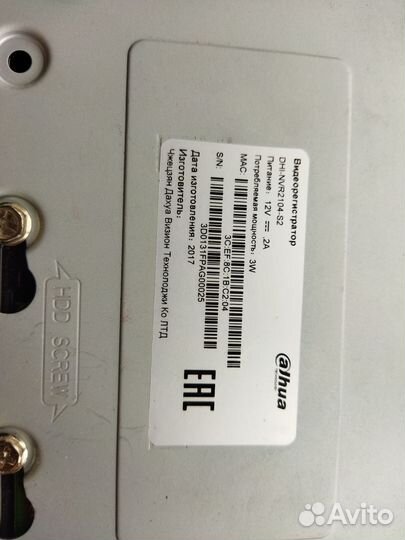 alhua
TECHNOLOGY
Видеорегистратор
DHI-NVR2104-S2
Питание: 12V 2A
Потребляемая мощность: 3W
MAC:
3C:EF:8C:1B:C2:04
S/N:
3D0131FPAG00025
Дата изготовления: 2017
Изготовитель:
Чжецзян Дахуа Визион Технолоджи Ко ЛТД
EAC
HDD SCREW
Avito